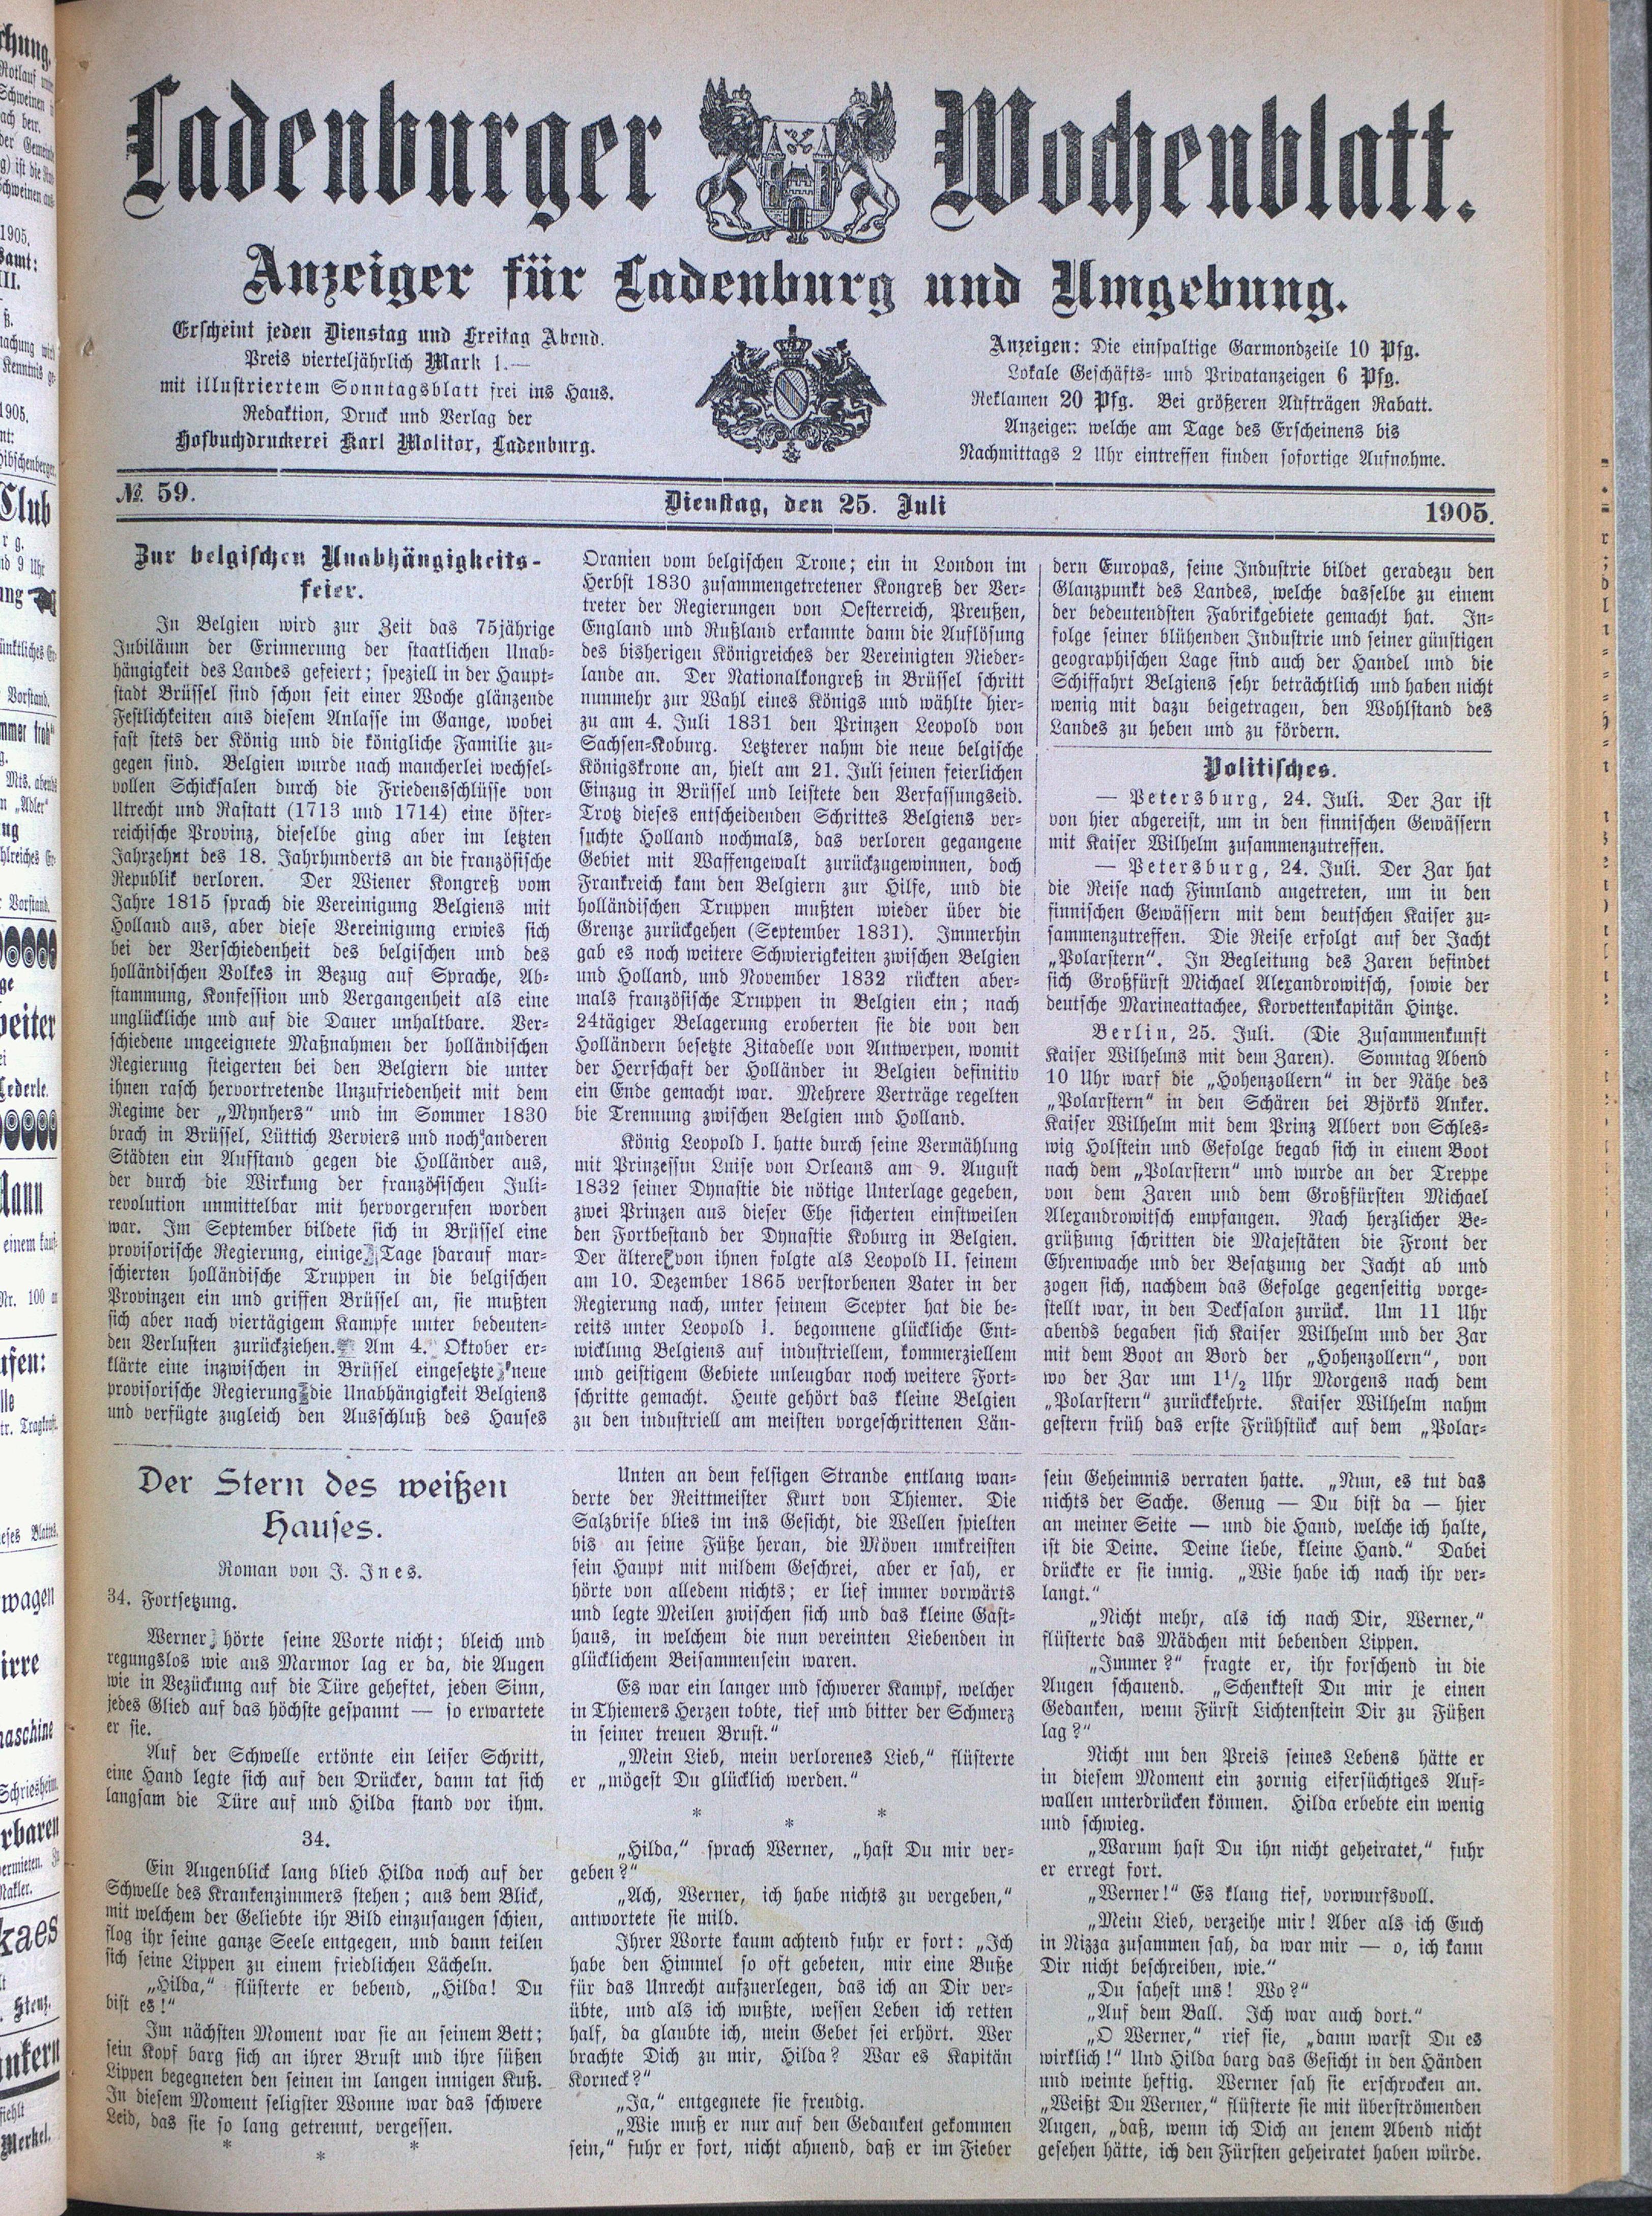 Ladenburger Wochenblatt.
Anzeiger für Ladenburg und Umgebung.
Erscheint jeden Dienstag und Freitag Abend.
Preis vierteljährlich Mark 1.—
mit illustriertem Sonntagsblatt frei ins Haus.
Redaktion, Druck und Verlag der
Hofbuchdruckerei Karl Molitor, Ladenburg.
Anzeigen: Die einspaltige Garmondzeile 10 Pfg.
Lokale Geschäfts- und Privatanzeigen 6 Pfg.
Reklamen 20 Pfg. Bei größeren Aufträgen Rabatt.
Anzeigen welche am Tage des Erscheinens bis
Nachmittags 2 Uhr eintreffen finden sofortige Aufnahme.
№ 59.
Dienstag, den 25. Juli
1905.
Zur belgischen Unabhängigkeits-
feier.
In Belgien wird zur Zeit das 75jährige
Jubiläum der Erinnerung der staatlichen Unab-
hängigkeit des Landes gefeiert; speziell in der Haupt-
stadt Brüssel sind schon seit einer Woche glänzende
Festlichkeiten aus diesem Anlasse im Gange, wobei
fast stets der König und die königliche Familie zu-
gegen sind. Belgien wurde nach mancherlei wechsel-
vollen Schicksalen durch die Friedensschlüsse von
Utrecht und Rastatt (1713 und 1714) eine öster-
reichische Provinz, dieselbe ging aber im letzten
Jahrzehnt des 18. Jahrhunderts an die französische
Republik verloren. Der Wiener Kongreß vom
Jahre 1815 sprach die Vereinigung Belgiens mit
Holland aus, aber diese Vereinigung erwies sich
bei der Verschiedenheit des belgischen und des
holländischen Volkes in Bezug auf Sprache, Ab-
stammung, Konfession und Vergangenheit als eine
unglückliche und auf die Dauer unhaltbare. Ver-
schiedene ungeeignete Maßnahmen der holländischen
Regierung steigerten bei den Belgiern die unter
ihnen rasch hervortretende Unzufriedenheit mit dem
Regime der „Mynhers“ und im Sommer 1830
brach in Brüssel, Lüttich Verviers und noch anderen
Städten ein Aufstand gegen die Holländer aus,
der durch die Wirkung der französischen Juli-
revolution unmittelbar mit hervorgerufen worden
war. Im September bildete sich in Brüssel eine
provisorische Regierung, einige Tage darauf mar-
schierten holländische Truppen in die belgischen
Provinzen ein und griffen Brüssel an, sie mußten
sich aber nach viertägigem Kampfe unter bedeuten-
den Verlusten zurückziehen. Am 4. Oktober er-
klärte eine inzwischen in Brüssel eingesetzte neue
provisorische Regierung die Unabhängigkeit Belgiens
und verfügte zugleich den Ausschluß des Hauses
Oranien vom belgischen Trone; ein in London im
Herbst 1830 zusammengetretener Kongreß der Ver-
treter der Regierungen von Oesterreich, Preußen,
England und Rußland erkannte dann die Auflösung
des bisherigen Königreiches der Vereinigten Nieder-
lande an. Der Nationalkongreß in Brüssel schritt
nunmehr zur Wahl eines Königs und wählte hier-
zu am 4. Juli 1831 den Prinzen Leopold von
Sachsen-Koburg. Letzterer nahm die neue belgische
Königskrone an, hielt am 21. Juli seinen feierlichen
Einzug in Brüssel und leistete den Verfassungseid.
Trotz dieses entscheidenden Schrittes Belgiens ver-
suchte Holland nochmals, das verloren gegangene
Gebiet mit Waffengewalt zurückzugewinnen, doch
Frankreich kam den Belgiern zur Hilfe, und die
holländischen Truppen mußten wieder über die
Grenze zurückgehen (September 1831). Immerhin
gab es noch weitere Schwierigkeiten zwischen Belgien
und Holland, und November 1832 rückten aber-
mals französische Truppen in Belgien ein; nach
24tägiger Belagerung eroberten sie die von den
Holländern besetzte Zitadelle von Antwerpen, womit
der Herrschaft der Holländer in Belgien definitiv
ein Ende gemacht war. Mehrere Verträge regelten
die Trennung zwischen Belgien und Holland.
König Leopold I. hatte durch seine Vermählung
mit Prinzessin Luise von Orleans am 9. August
1832 seiner Dynastie die nötige Unterlage gegeben,
zwei Prinzen aus dieser Ehe sicherten einstweilen
den Fortbestand der Dynastie Koburg in Belgien.
Der ältere von ihnen folgte als Leopold II. seinem
am 10. Dezember 1865 verstorbenen Vater in der
Regierung nach, unter seinem Scepter hat die be-
reits unter Leopold I. begonnene glückliche Ent-
wicklung Belgiens auf industriellem, kommerziellem
und geistigem Gebiete unleugbar noch weitere Fort-
schritte gemacht. Heute gehört das kleine Belgien
zu den industriell am meisten vorgeschrittenen Län-
dern Europas, seine Industrie bildet geradezu den
Glanzpunkt des Landes, welche dasselbe zu einem
der bedeutendsten Fabrikgebiete gemacht hat. In-
folge seiner blühenden Industrie und seiner günstigen
geographischen Lage sind auch der Handel und die
Schiffahrt Belgiens sehr beträchtlich und haben nicht
wenig mit dazu beigetragen, den Wohlstand des
Landes zu heben und zu fördern.
Politisches.
— Petersburg, 24. Juli. Der Zar ist
von hier abgereist, um in den finnischen Gewässern
mit Kaiser Wilhelm zusammenzutreffen.
— Petersburg, 24. Juli. Der Zar hat
die Reise nach Finnland angetreten, um in den
finnischen Gewässern mit dem deutschen Kaiser zu-
sammenzutreffen. Die Reise erfolgt auf der Jacht
„Polarstern“. In Begleitung des Zaren befindet
sich Großfürst Michael Alexandrowitsch, sowie der
deutsche Marineattachee, Korvettenkapitän Hintze.
Berlin, 25. Juli. (Die Zusammenkunft
Kaiser Wilhelms mit dem Zaren). Sonntag Abend
10 Uhr warf die „Hohenzollern“ in der Nähe des
„Polarstern“ in den Schären bei Björkö Anker.
Kaiser Wilhelm mit dem Prinz Albert von Schles-
wig Holstein und Gefolge begab sich in einem Boot
nach dem „Polarstern“ und wurde an der Treppe
von dem Zaren und dem Großfürsten Michael
Alexandrowitsch empfangen. Nach herzlicher Be-
grüßung schritten die Majestäten die Front der
Ehrenwache und der Besatzung der Jacht ab und
zogen sich, nachdem das Gefolge gegenseitig vorge-
stellt war, in den Decksalon zurück. Um 11 Uhr
abends begaben sich Kaiser Wilhelm und der Zar
mit dem Boot an Bord der „Hohenzollern“, von
wo der Zar um 1 1/2 Uhr Morgens nach dem
„Polarstern“ zurückkehrte. Kaiser Wilhelm nahm
gestern früh das erste Frühstück auf dem „Polar-
Der Stern des weißen
Hauses.
Roman von J. Ines.
34. Fortsetzung.
Werner hörte seine Worte nicht; bleich und
regungslos wie aus Marmor lag er da, die Augen
wie in Vezückung auf die Türe geheftet, jeden Sinn,
jedes Glied auf das höchste gespannt — so erwartete
er sie.
Auf der Schwelle ertönte ein leiser Schritt,
eine Hand legte sich auf den Drücker, dann tat sich
langsam die Türe auf und Hilda stand vor ihm.
34.
Ein Augenblick lang blieb Hilda noch auf der
Schwelle des Krankenzimmers stehen; aus dem Blick,
mit welchem der Geliebte ihr Bild einzusaugen schien,
flog ihr seine ganze Seele entgegen, und dann teilen
sich seine Lippen zu einem friedlichen Lächeln.
„Hilda,“ flüsterte er bebend, „Hilda! Du
bist es!“
Im nächsten Moment war sie an seinem Bett;
sein Kopf barg sich an ihrer Brust und ihre süßen
Lippen begegneten den seinen im langen innigen Kuß.
In diesem Moment seligster Wonne war das schwere
Leid, das sie so lang getrennt, vergessen.
* * *
Unten an dem felsigen Strande entlang wan-
derte der Reittmeister Kurt von Thiemer. Die
Salzbrise blies im ins Gesicht, die Wellen spielten
bis an seine Füße heran, die Möven umkreisten
sein Haupt mit mildem Geschrei, aber er sah, er
hörte von alledem nichts; er lief immer vorwärts
und legte Meilen zwischen sich und das kleine Gast-
haus, in welchem die nun vereinten Liebenden in
glücklichem Beisammensein waren.
Es war ein langer und schwerer Kampf, welcher
in Thiemers Herzen tobte, tief und bitter der Schmerz
in seiner treuen Brust.“
„Mein Lieb, mein verlorenes Lieb,“ flüsterte
er „mögest Du glücklich werden.“
* * *
„Hilda,“ sprach Werner, „hast Du mir ver-
geben?“
„Ach, Werner, ich habe nichts zu vergeben,“
antwortete sie mild.
Ihrer Worte kaum achtend fuhr er fort: „Ich
habe den Himmel so oft gebeten, mir eine Buße
für das Unrecht aufzuerlegen, das ich an Dir ver-
übte, und als ich wußte, wessen Leben ich retten
half, da glaubte ich, mein Gebet sei erhört. Wer
brachte Dich zu mir, Hilda? War es Kapitän
Korneck?“
„Ja,“ entgegnete sie freudig.
„Wie muß er nur auf den Gedanken gekommen
sein,“ fuhr er fort, nicht ahnend, daß er im Fieber
sein Geheimnis verraten hatte. „Nun, es tut das
nichts der Sache. Genug — Du bist da — hier
an meiner Seite — und die Hand, welche ich halte,
ist die Deine. Deine liebe, kleine Hand.“ Dabei
drückte er sie innig. „Wie habe ich nach ihr ver-
langt.“
„Nicht mehr, als ich nach Dir, Werner,“
flüsterte das Mädchen mit bebenden Lippen.
„Immer?“ fragte er, ihr forschend in die
Augen schauend. „Schenktest Du mir je einen
Gedanken, wenn Fürst Lichtenstein Dir zu Füßen
lag?“
Nicht um den Preis seines Lebens hätte er
in diesem Moment ein zornig eifersüchtiges Auf-
wallen unterdrücken können. Hilda erbebte ein wenig
und schwieg.
„Warum hast Du ihn nicht geheiratet,“ fuhr
er erregt fort.
„Werner!“ Es klang tief, vorwurfsvoll.
„Mein Lieb, verzeihe mir! Aber als ich Euch
in Nizza zusammen sah, da war mir — o, ich kann
Dir nicht beschreiben, wie.“
„Du sahest uns! Wo?“
„Auf dem Ball. Ich war auch dort.“
„O Werner,“ rief sie, „dann warst Du es
wirklich!“ Und Hilda barg das Gesicht in den Händen
und weinte heftig. Werner sah sie erschrocken an.
„Weißt Du Werner,“ flüsterte sie mit überströmenden
Augen, „daß, wenn ich Dich an jenem Abend nicht
gesehen hätte, ich den Fürsten geheiratet haben würde.